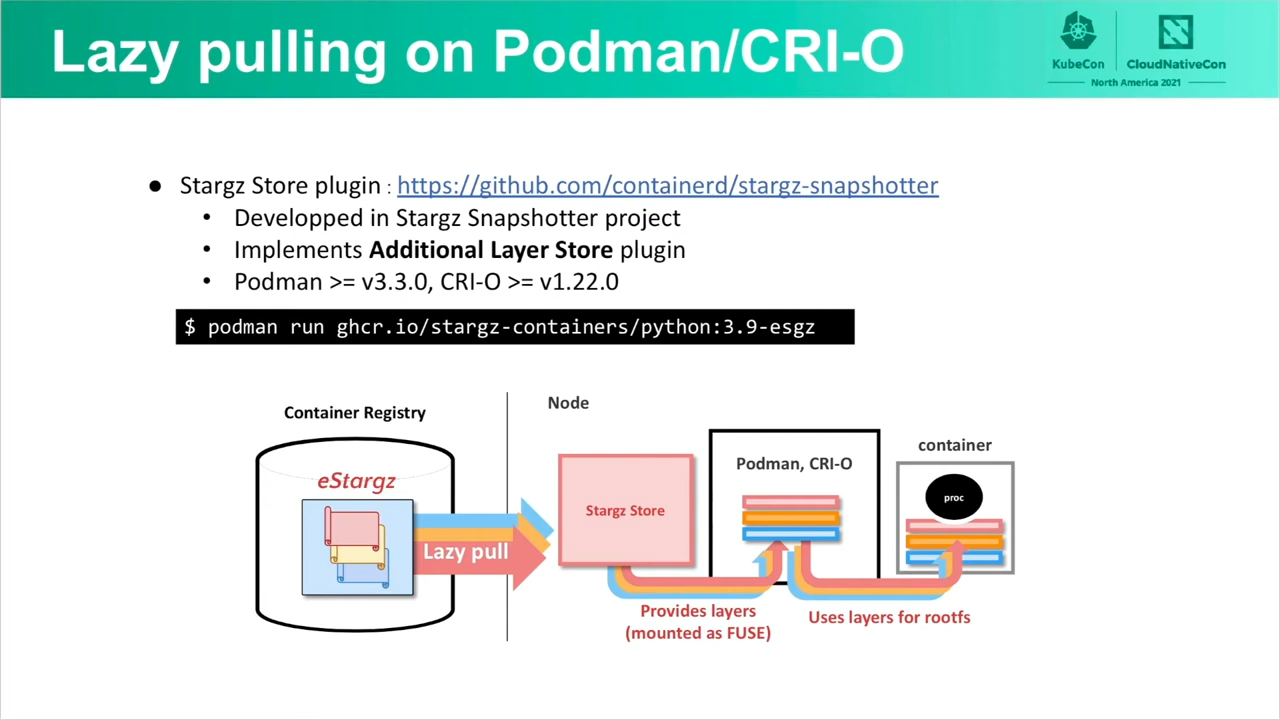 Lazy pulling on Podman/CRI-O
KubeCon
CloudNativeCon
North America 2021
● Stargz Store plugin : https://github.com/containerd/stargz-snapshotter
• Developped in Stargz Snapshotter project
• Implements Additional Layer Store plugin
• Podman >= v3.3.0, CRI-O >= v1.22.0
$ podman run ghcr.io/stargz-containers/python:3.9-esgz
Container Registry
Node
eStargz
Lazy pull
Stargz Store
Podman, CRI-O
container
proc
Provides layers
(mounted as FUSE)
Uses layers for rootfs